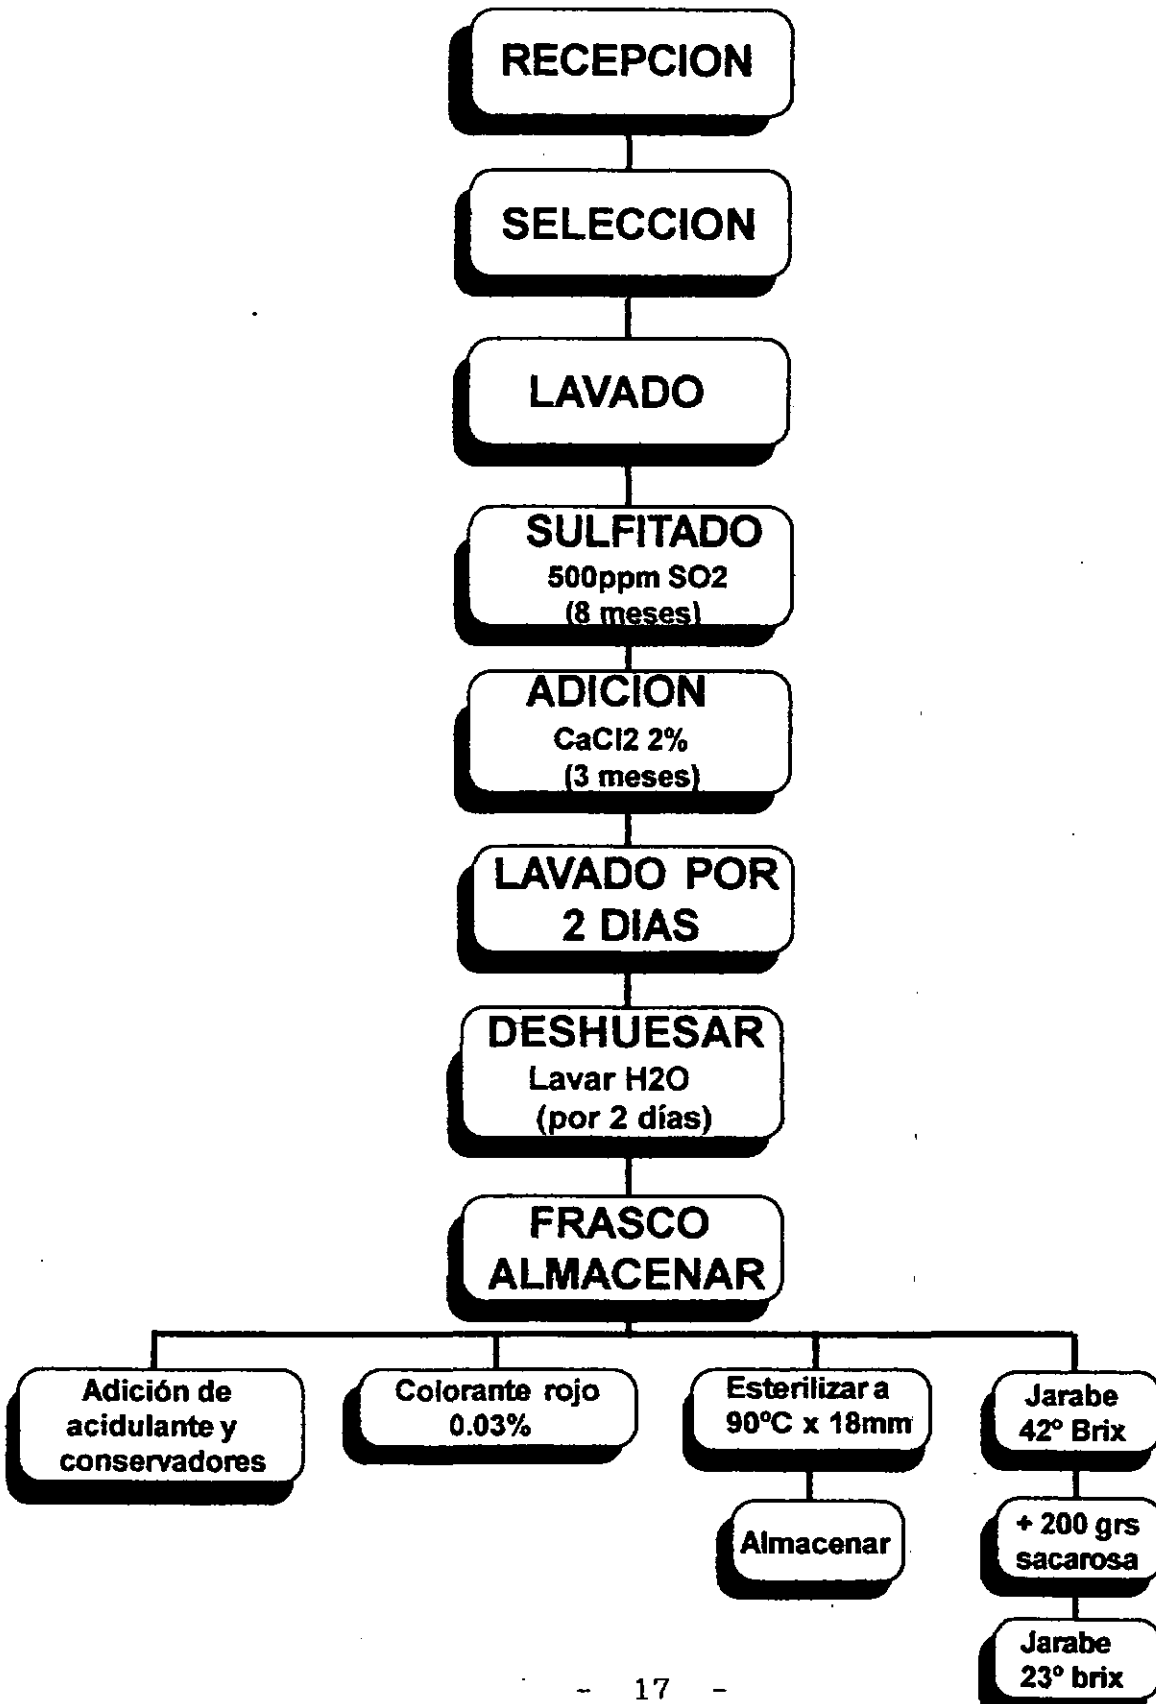 RECEPCION
SELECCION
LAVADO
SULFITADO
500ppm SO2
(8 meses)
ADICION
CaCl2 2%
(3 meses)
LAVADO POR
2 DIAS
DESHUESAR
Lavar H2O
(por 2 días)
FRASCO
ALMACENAR
Adición de
acidulante y
conservadores
Colorante rojo
0.03%
Esterilizar a
90ºC x 18mm
Almacenar
Jarabe
42º Brix
+ 200 grs
sacarosa
Jarabe
23º brix
- 17 -